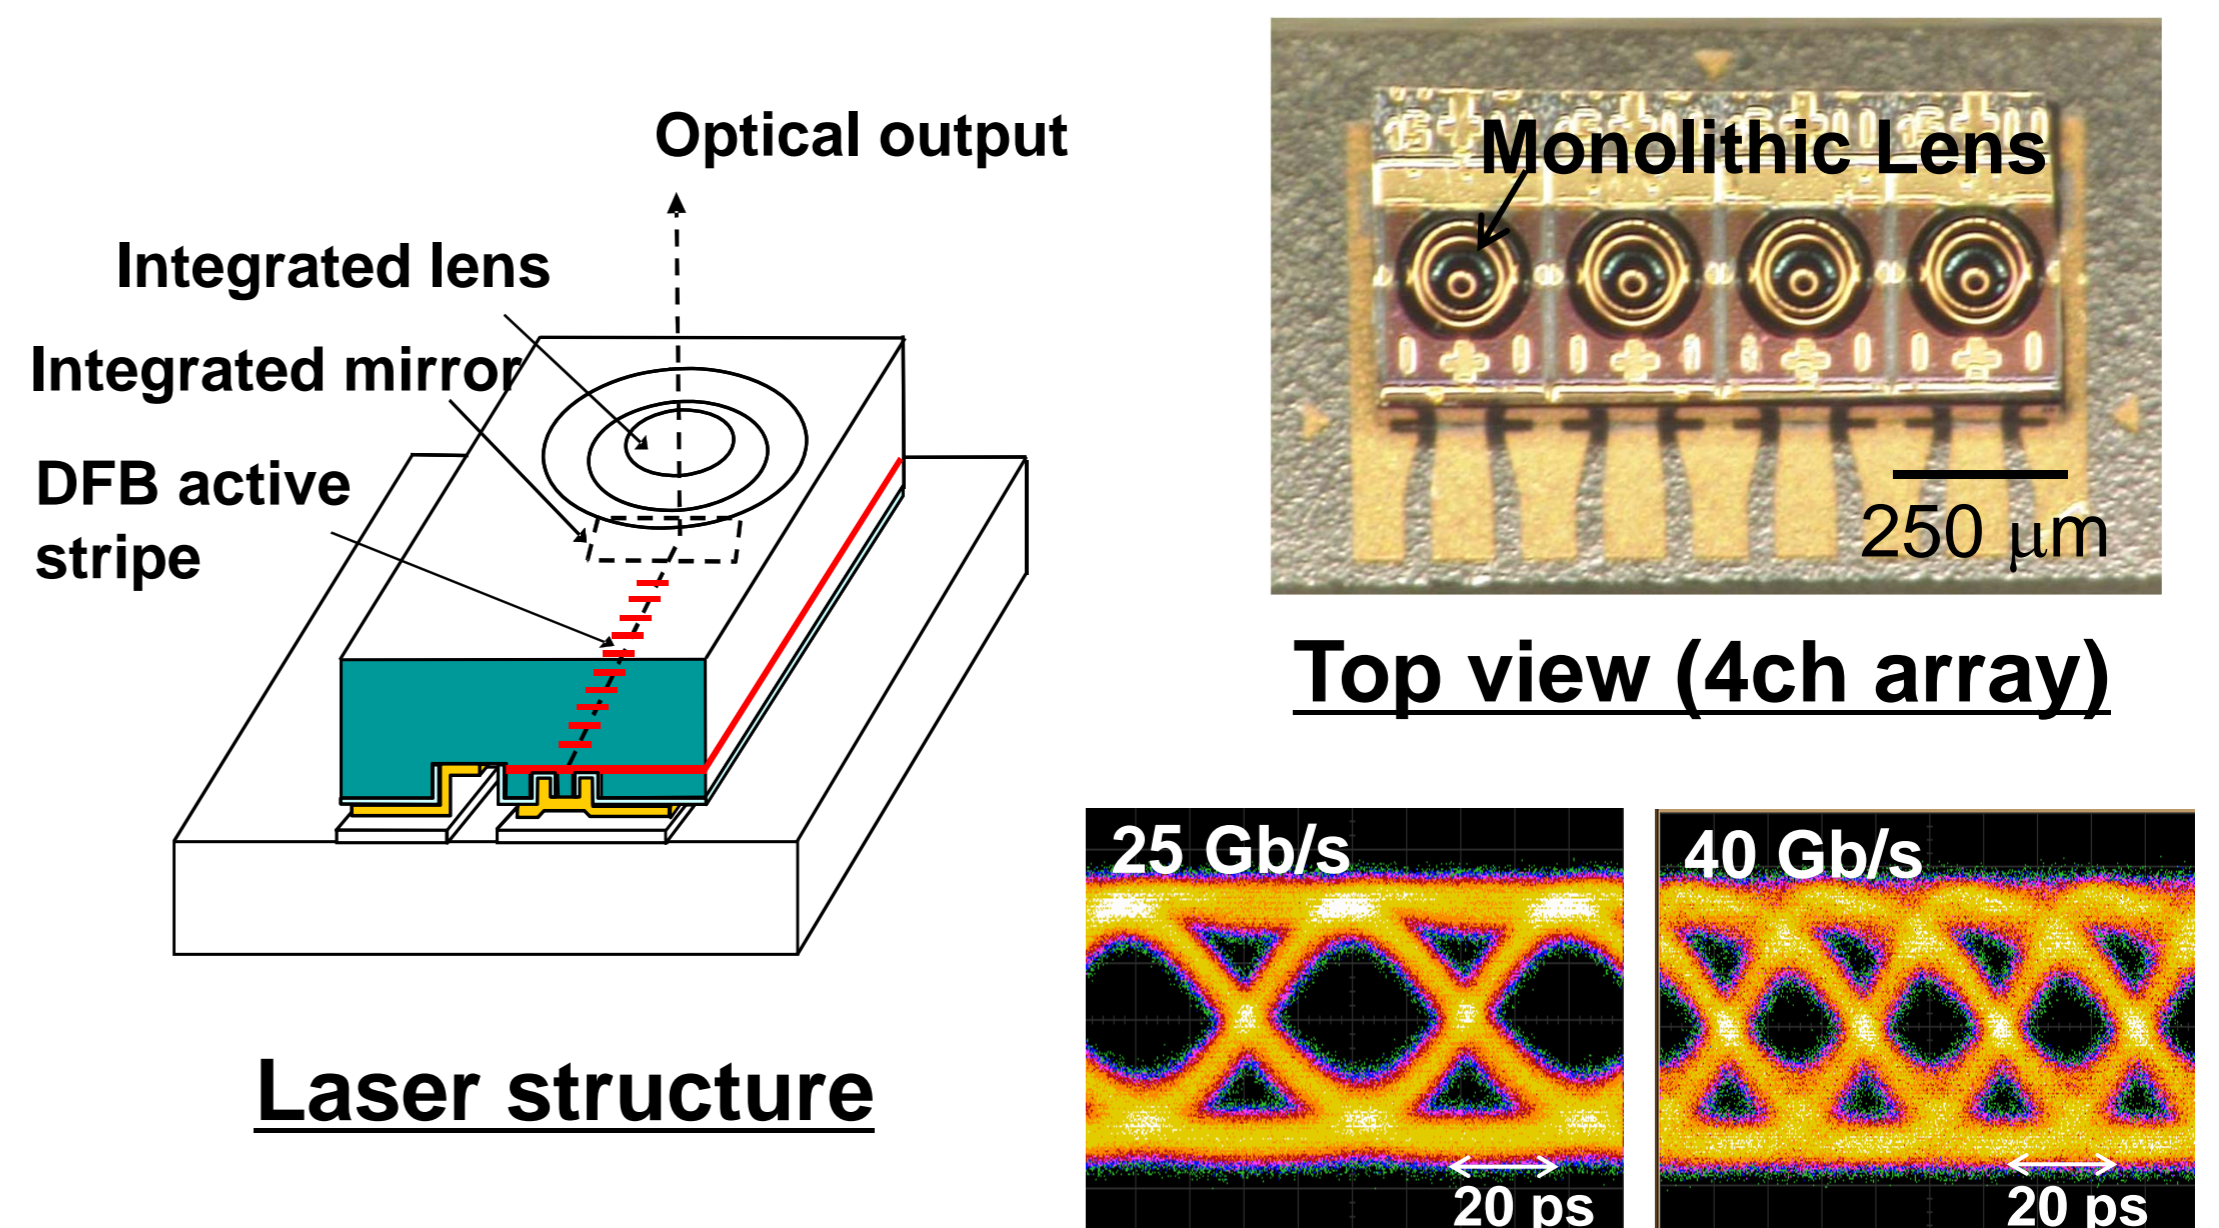 Optical output
Integrated lens
Integrated mirror
DFB active
stripe
Laser structure
Monolithic Lens
250 μm
Top view (4ch array)
25 Gb/s
20 ps
40 Gb/s
20 ps